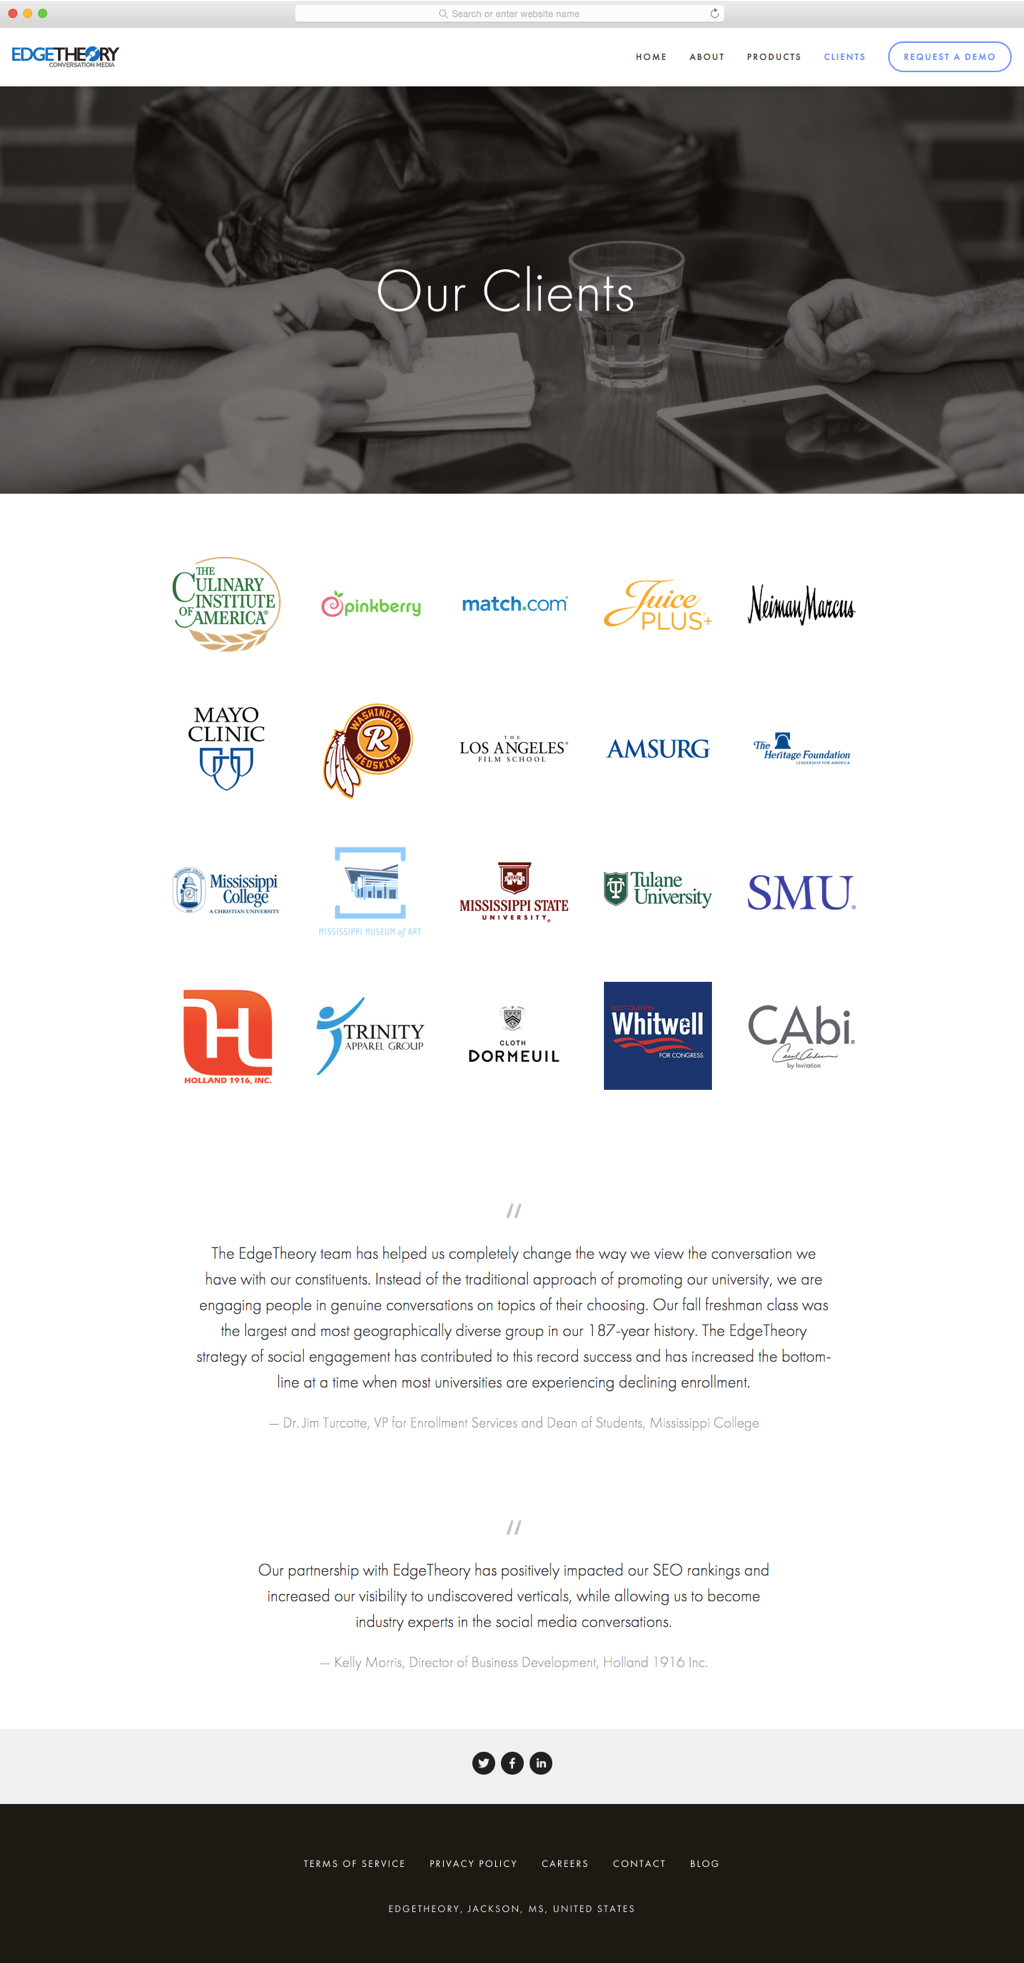 Search or enter website name
EDGETHEORY
CONVERSATION MEDIA
HOME ABOUT PRODUCTS CLIENTS REQUEST A DEMO
Our Clients
THE
CULINARY
INSTITUTE
OF AMERICA®
pinkberry
match.com
Juice
PLUS+
Neiman Marcus
MAYO
CLINIC
WASHINGTON
R
REDSKINS
THE
LOS ANGELES®
FILM SCHOOL
AMSURG
The
Heritage Foundation
LEADERSHIP FOR AMERICA
Mississippi
College
A CHRISTIAN UNIVERSITY
MISSISSIPPI MUSEUM of ART
M
STATE
MISSISSIPPI STATE
UNIVERSITY®
Tulane
University
SMU®
H
HOLLAND 1916, INC.
TRINITY
APPAREL GROUP
CLOTH
DORMEUIL
Whitwell
FOR CONGRESS
CAbi®
by Invitation
"
The EdgeTheory team has helped us completely change the way we view the conversation we
have with our constituents. Instead of the traditional approach of promoting our university, we are
engaging people in genuine conversations on topics of their choosing. Our fall freshman class was
the largest and most geographically diverse group in our 187-year history. The EdgeTheory
strategy of social engagement has contributed to this record success and has increased the bottom-
line at a time when most universities are experiencing declining enrollment.
— Dr. Jim Turcotte, VP for Enrollment Services and Dean of Students, Mississippi College
"
Our partnership with EdgeTheory has positively impacted our SEO rankings and
increased our visibility to undiscovered verticals, while allowing us to become
industry experts in the social media conversations.
— Kelly Morris, Director of Business Development, Holland 1916 Inc.
TERMS OF SERVICE PRIVACY POLICY CAREERS CONTACT BLOG
EDGETHEORY, JACKSON, MS, UNITED STATES